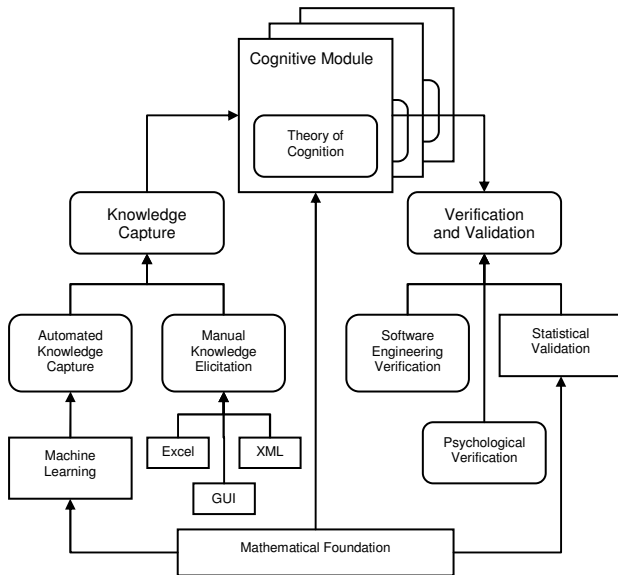 Cognitive Module
Theory of
Cognition
Knowledge
Capture
Verification
and Validation
Automated
Knowledge
Capture
Manual
Knowledge
Elicitation
Software
Engineering
Verification
Statistical
Validation
Machine
Learning
Excel
XML
GUI
Psychological
Verification
Mathematical Foundation